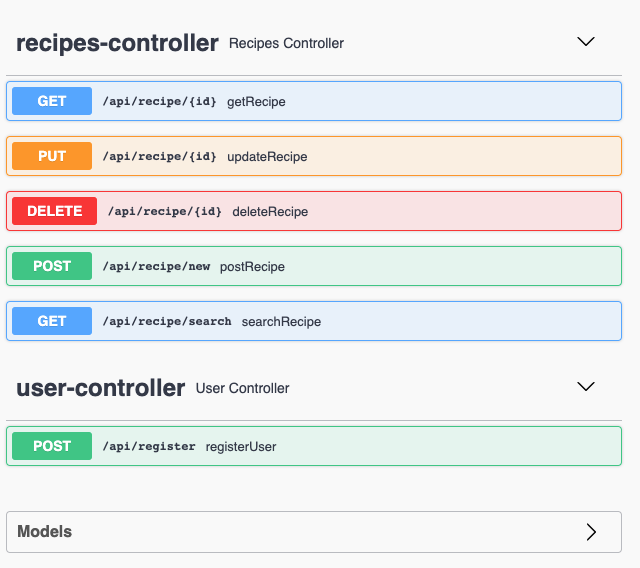 recipes-controller Recipes Controller
GET /api/recipe/{id} getRecipe
PUT /api/recipe/{id} updateRecipe
DELETE /api/recipe/{id} deleteRecipe
POST /api/recipe/new postRecipe
GET /api/recipe/search searchRecipe
user-controller User Controller
POST /api/register registerUser
Models